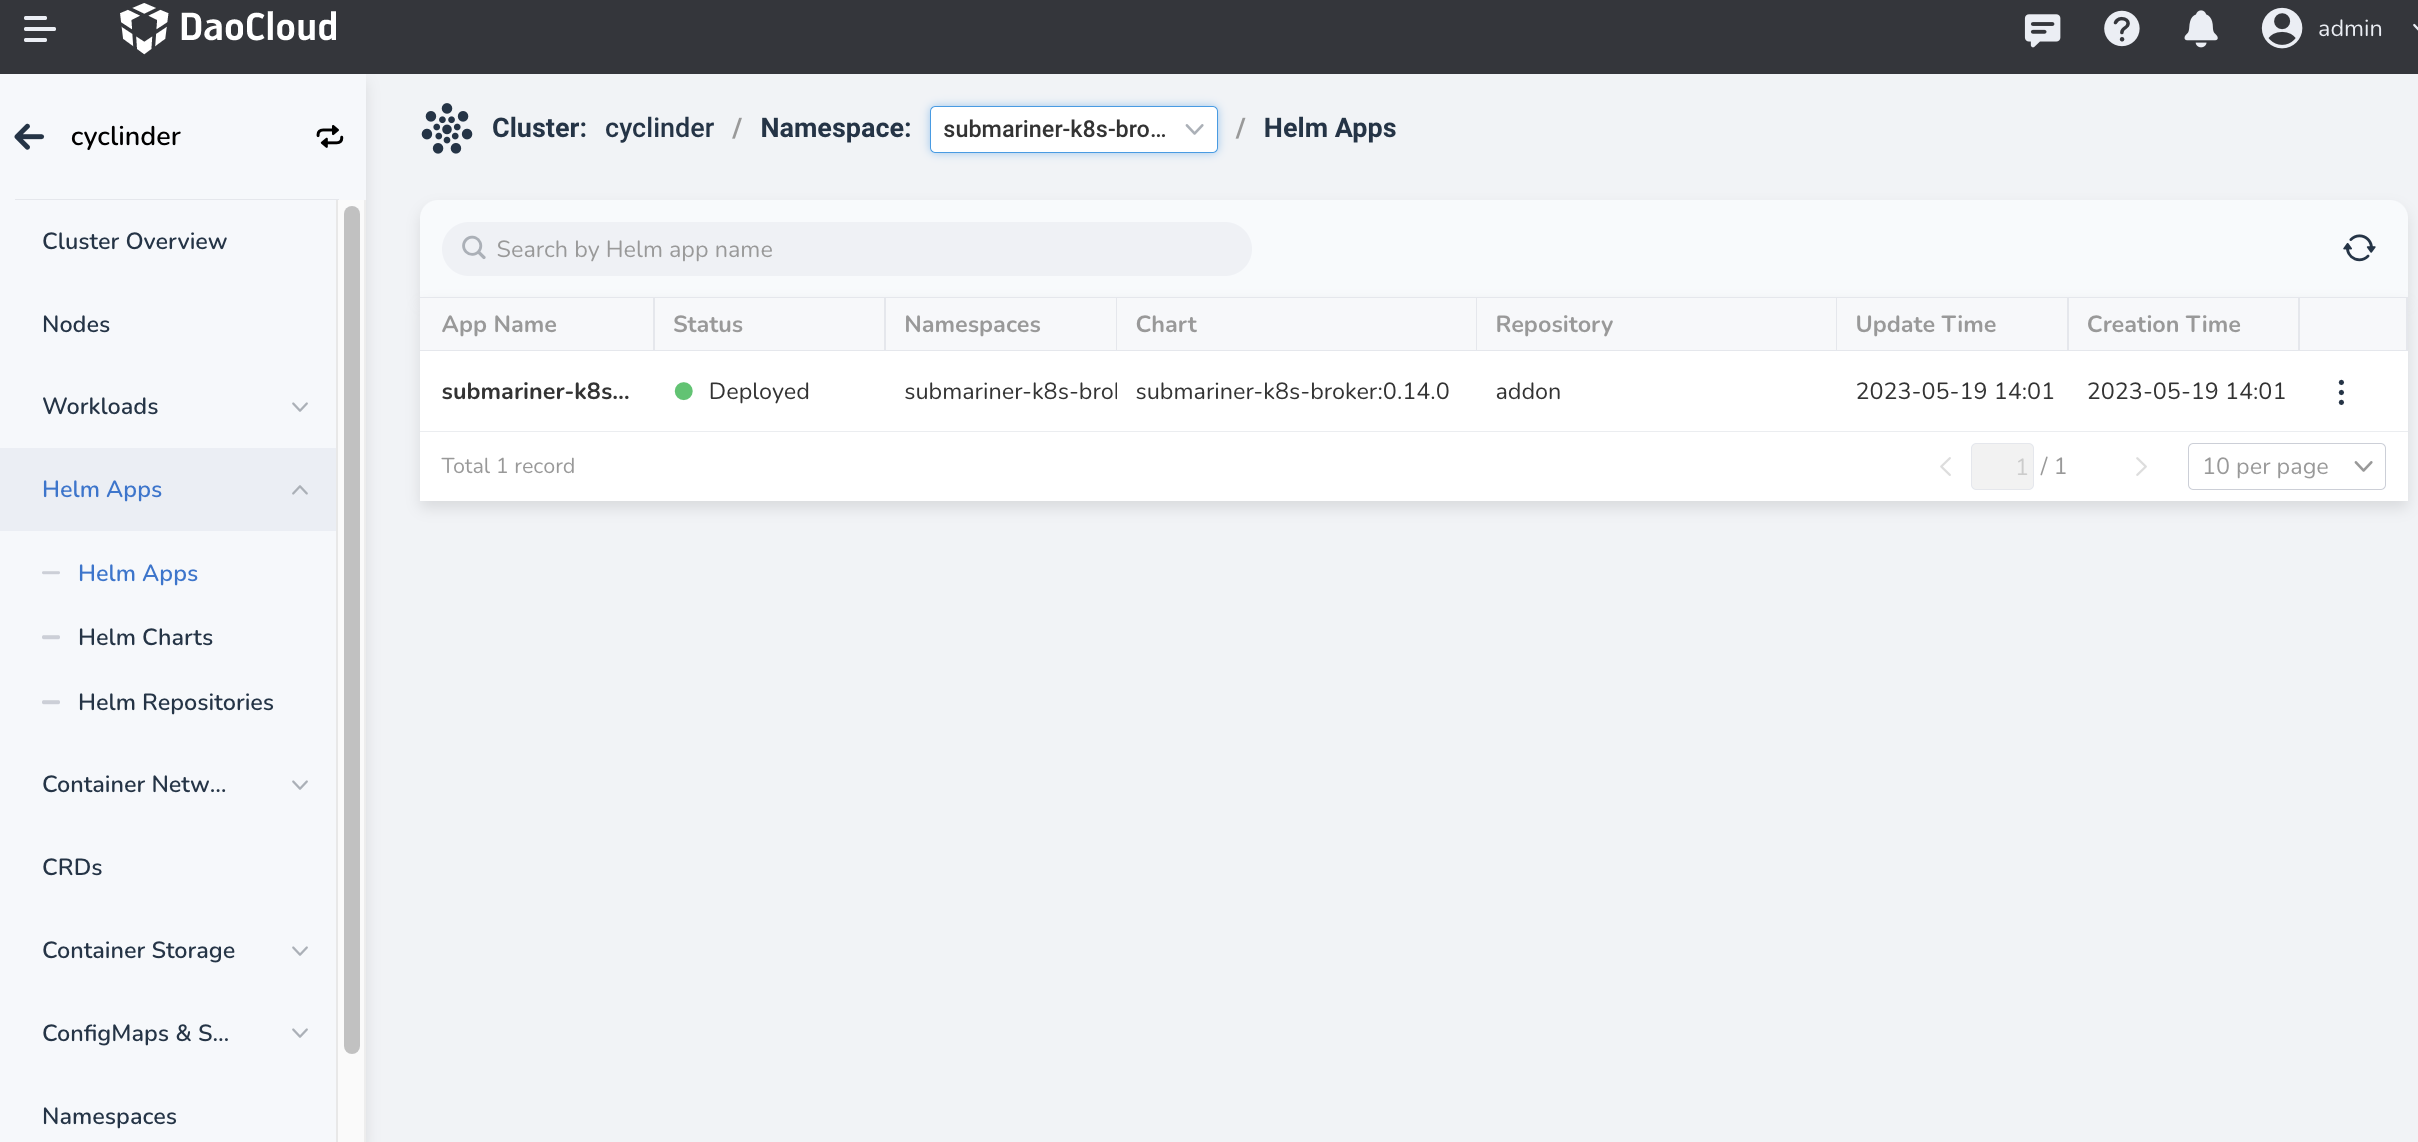 DaoCloud
admin
cyclinder
Cluster: cyclinder / Namespace: submariner-k8s-bro... / Helm Apps
Cluster Overview
Nodes
Workloads
Helm Apps
Helm Apps
Helm Charts
Helm Repositories
Container Netw...
CRDs
Container Storage
ConfigMaps & S...
Namespaces
Search by Helm app name
App Name Status Namespaces Chart Repository Update Time Creation Time
submariner-k8s... Deployed submariner-k8s-brol submariner-k8s-broker:0.14.0 addon 2023-05-19 14:01 2023-05-19 14:01
Total 1 record 1 / 1 10 per page